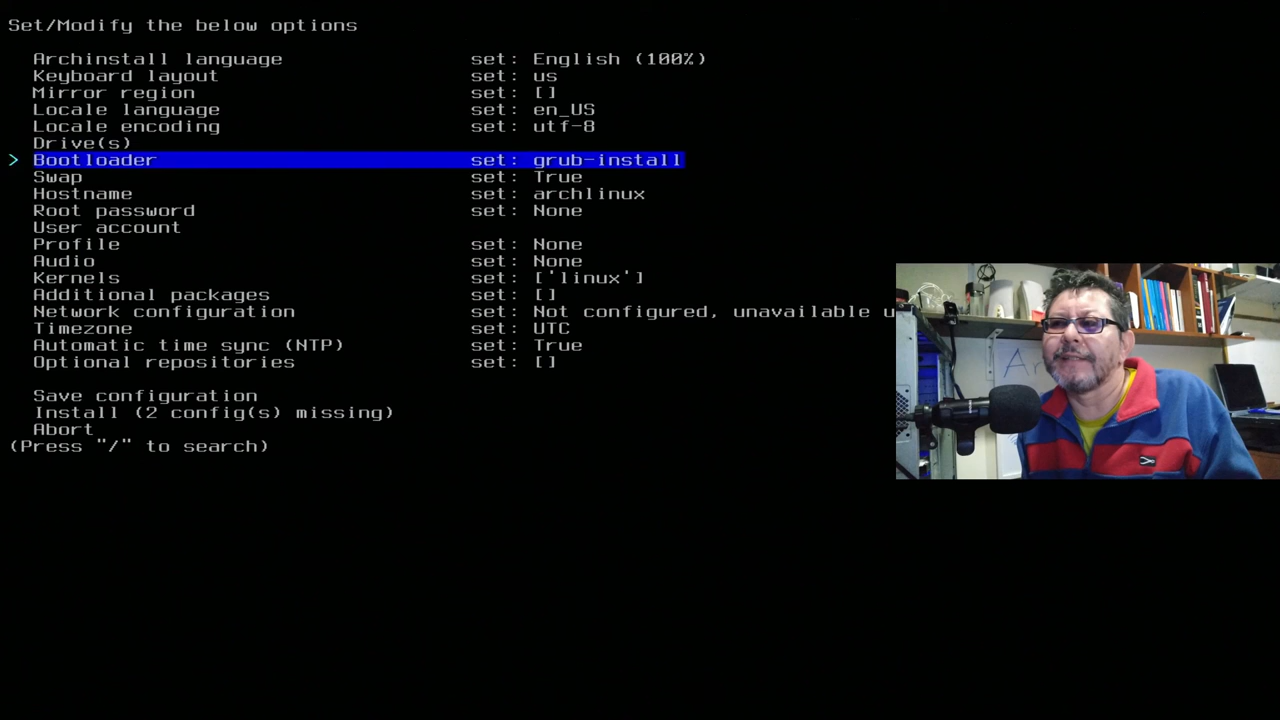 Set/Modify the below options
Archinstall language set: English (100%)
Keyboard layout set: us
Mirror region set: []
Locale language set: en_US
Locale encoding set: utf-8
Drive(s)
> Bootloader set: grub-install
Swap set: True
Hostname set: archlinux
Root password set: None
User account
Profile set: None
Audio set: None
Kernels set: ['linux']
Additional packages set: []
Network configuration set: Not configured, unavailable u
Timezone set: UTC
Automatic time sync (NTP) set: True
Optional repositories set: []
Save configuration
Install (2 config(s) missing)
Abort
(Press "/" to search)